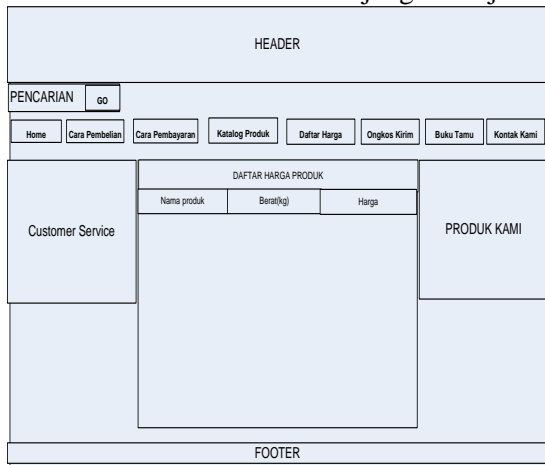 HEADER
PENCARIAN GO
Home Cara Pembelian Cara Pembayaran Katalog Produk Daftar Harga Ongkos Kirim Buku Tamu Kontak Kami
DAFTAR HARGA PRODUK
Nama produk Berat(kg) Harga
Customer Service
PRODUK KAMI
FOOTER